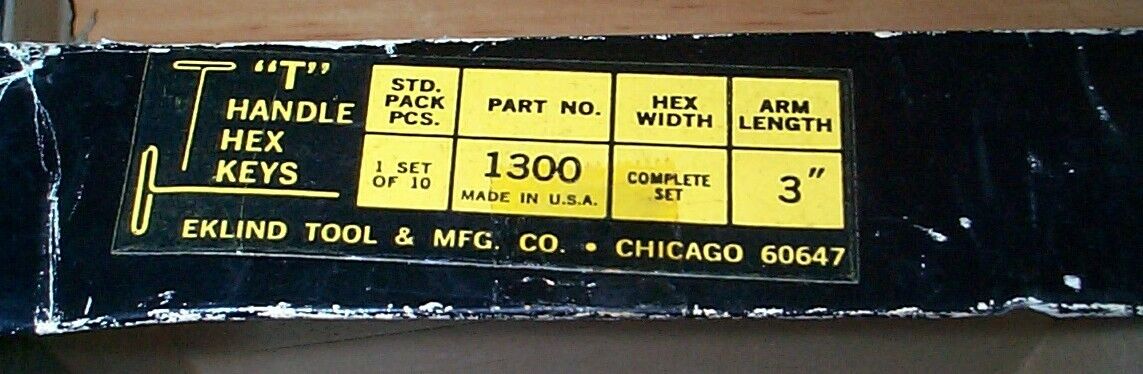 "T"
HANDLE
HEX
KEYS
STD.
PACK
PCS.
PART NO.
HEX
WIDTH
ARM
LENGTH
1 SET
OF 10
1300
MADE IN U.S.A.
COMPLETE
SET
3"
EKLIND TOOL & MFG. CO. • CHICAGO 60647